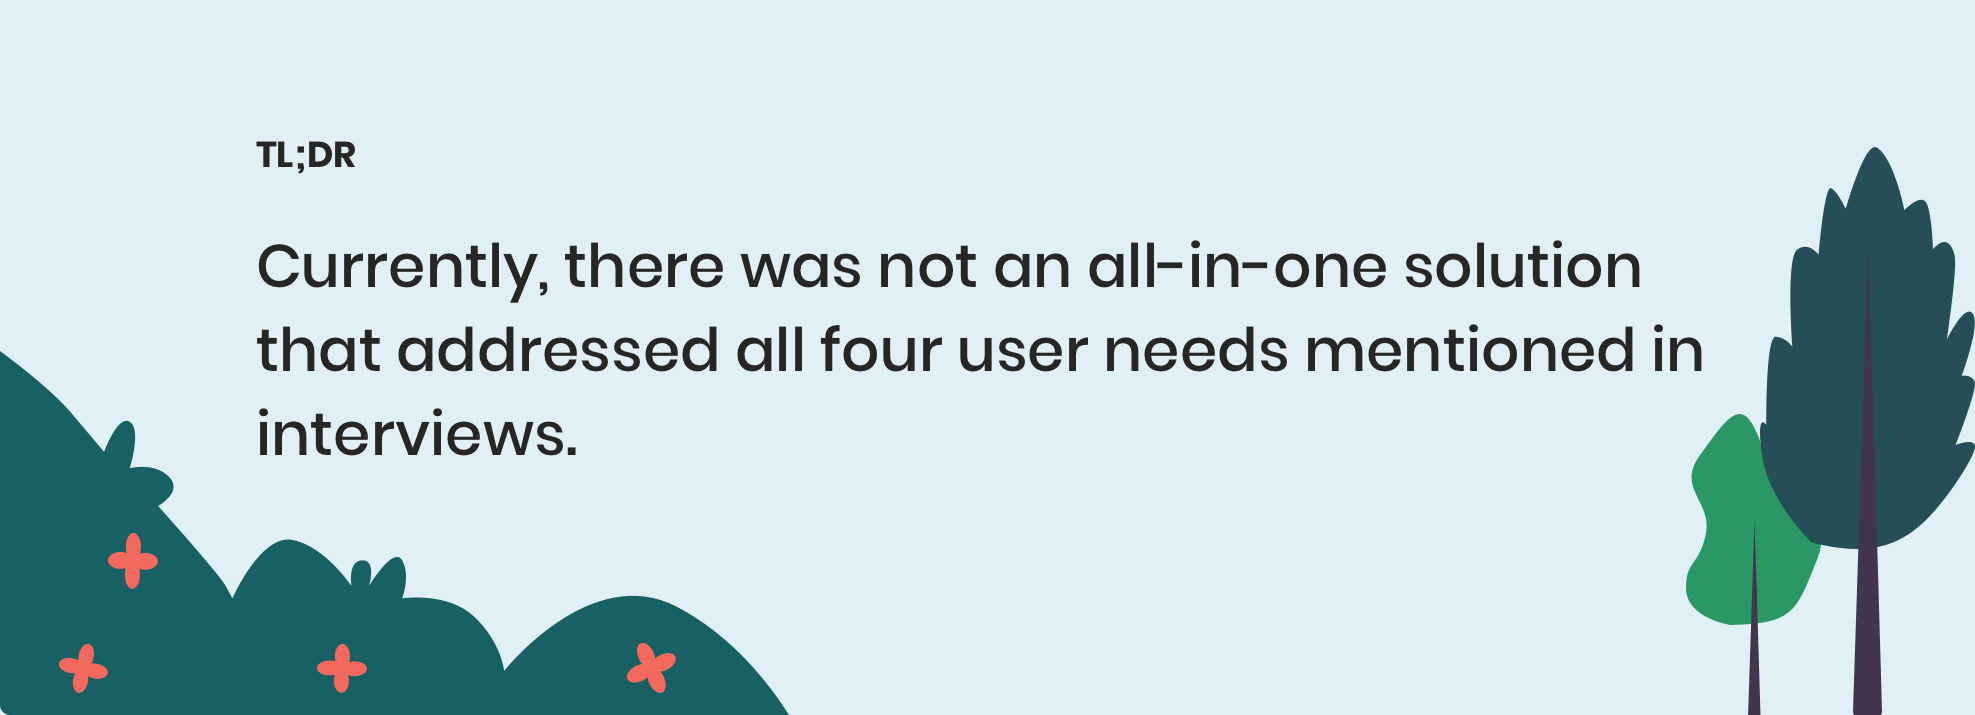 TL;DR
Currently, there was not an all-in-one solution
that addressed all four user needs mentioned in
interviews.